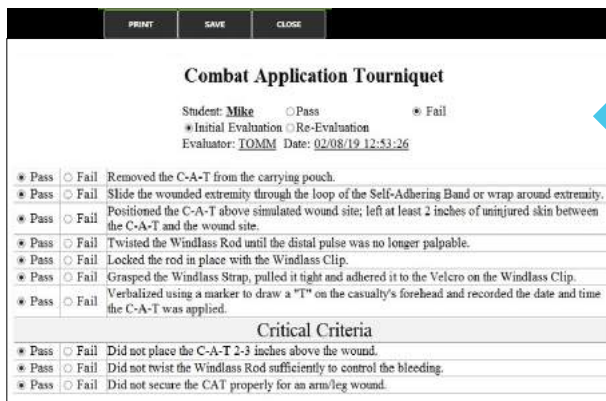 PRINT SAVE CLOSE
Combat Application Tourniquet
Student: Mike Pass Fail
Initial Evaluation Re-Evaluation
Evaluator: TOMM Date: 02/08/19 12:53:26
Pass Fail Removed the C-A-T from the carrying pouch.
Pass Fail Slide the wounded extremity through the loop of the Self-Adhering Band or wrap around extremity.
Pass Fail Positioned the C-A-T above simulated wound site; left at least 2 inches of uninjured skin between
the C-A-T and the wound site.
Pass Fail Twisted the Windlass Rod until the distal pulse was no longer palpable.
Pass Fail Locked the rod in place with the Windlass Clip.
Pass Fail Grasped the Windlass Strap, pulled it tight and adhered it to the Velcro on the Windlass Clip.
Pass Fail Verbalized using a marker to draw a "T" on the casualty's forehead and recorded the date and time
the C-A-T was applied.
Critical Criteria
Pass Fail Did not place the C-A-T 2-3 inches above the wound.
Pass Fail Did not twist the Windlass Rod sufficiently to control the bleeding.
Pass Fail Did not secure the CAT properly for an arm/leg wound.